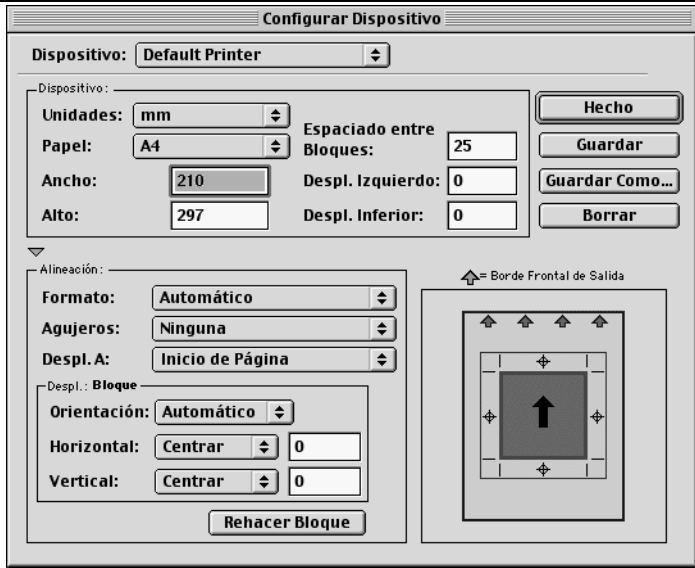 Configurar Dispositivo
Dispositivo: Default Printer
Dispositivo:
Unidades: mm
Papel: A4
Espaciado entre
Bloques: 25
Ancho: 210
Despl. Izquierdo: 0
Alto: 297
Despl. Inferior: 0
Hecho
Guardar
Guardar Como...
Borrar
Alineación:
Formato: Automático
Agujeros: Ninguna
Despl. A: Inicio de Página
Despl.: Bloque
Orientación: Automático
Horizontal: Centrar 0
Vertical: Centrar 0
Rehacer Bloque
= Borde Frontal de Salida